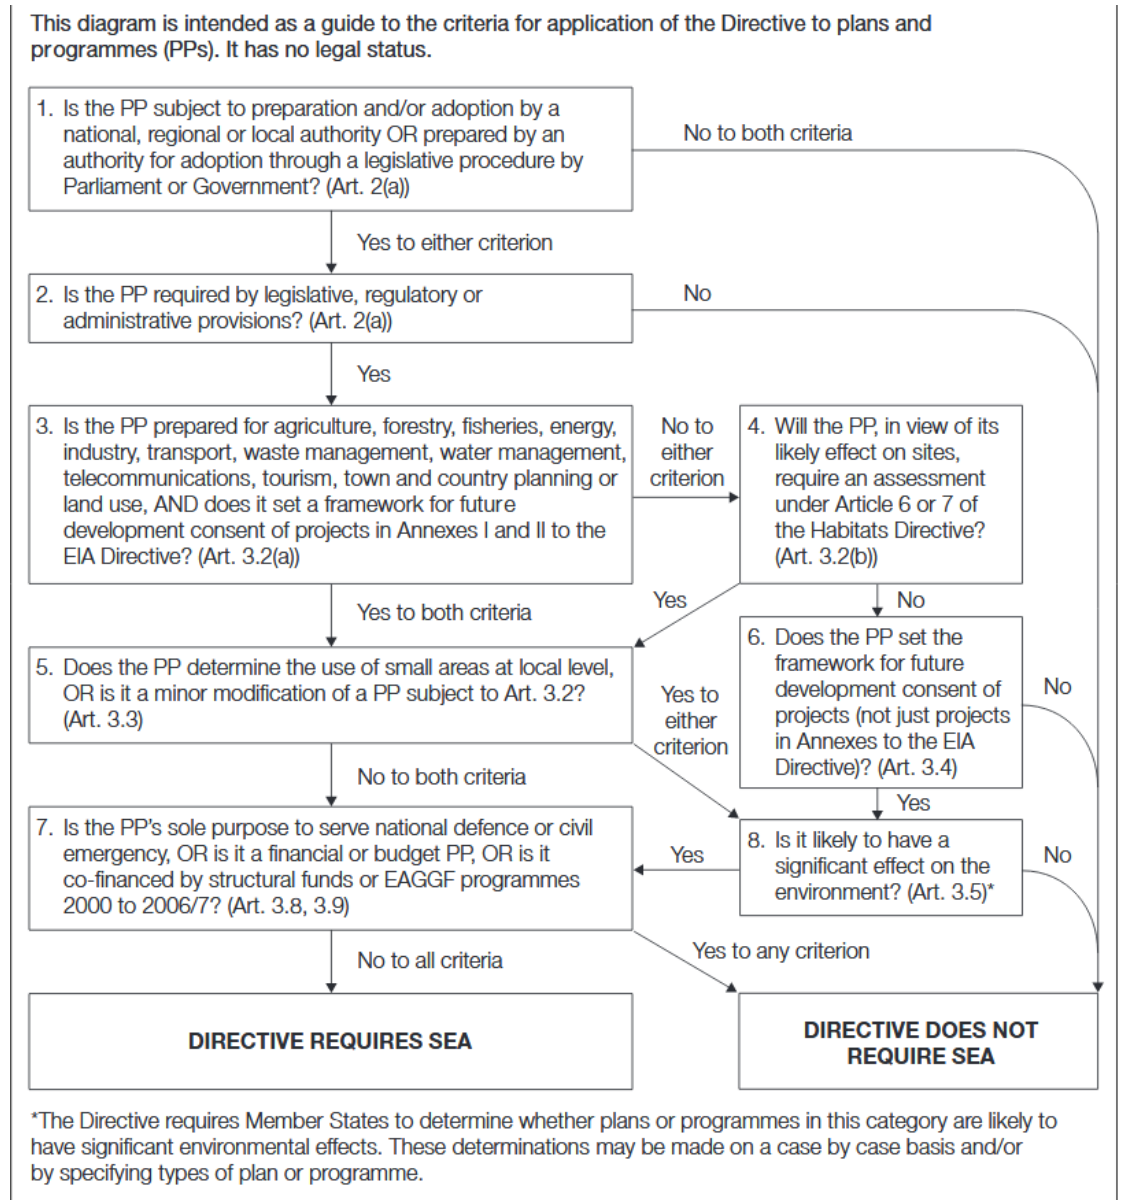 This diagram is intended as a guide to the criteria for application of the Directive to plans and
programmes (PPs). It has no legal status.
1. Is the PP subject to preparation and/or adoption by a
national, regional or local authority OR prepared by an
authority for adoption through a legislative procedure by
Parliament or Government? (Art. 2(a))
No to both criteria
Yes to either criterion
2. Is the PP required by legislative, regulatory or
administrative provisions? (Art. 2(a))
No
Yes
3. Is the PP prepared for agriculture, forestry, fisheries, energy,
industry, transport, waste management, water management,
telecommunications, tourism, town and country planning or
land use, AND does it set a framework for future
development consent of projects in Annexes I and II to the
EIA Directive? (Art. 3.2(a))
No to
either
criterion
4. Will the PP, in view of its
likely effect on sites,
require an assessment
under Article 6 or 7 of
the Habitats Directive?
(Art. 3.2(b))
Yes to both criteria
Yes
No
5. Does the PP determine the use of small areas at local level,
OR is it a minor modification of a PP subject to Art. 3.2?
(Art. 3.3)
Yes to
either
criterion
6. Does the PP set the
framework for future
development consent of
projects (not just projects
in Annexes to the EIA
Directive)? (Art. 3.4)
No
No to both criteria
Yes
7. Is the PP's sole purpose to serve national defence or civil
emergency, OR is it a financial or budget PP, OR is it
co-financed by structural funds or EAGGF programmes
2000 to 2006/7? (Art. 3.8, 3.9)
Yes
8. Is it likely to have a
significant effect on the
environment? (Art. 3.5)*
No
No to all criteria
Yes to any criterion
DIRECTIVE REQUIRES SEA
DIRECTIVE DOES NOT
REQUIRE SEA
*The Directive requires Member States to determine whether plans or programmes in this category are likely to
have significant environmental effects. These determinations may be made on a case by case basis and/or
by specifying types of plan or programme.